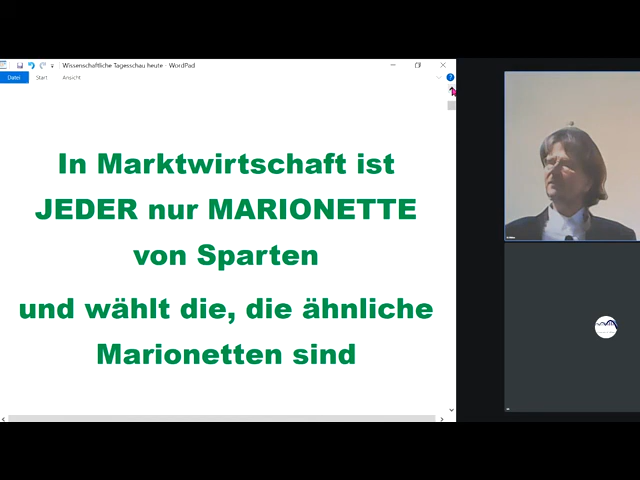 Wissenschaftliche Tagesschau heute - WordPad
Datei Start Ansicht
In Marktwirtschaft ist
JEDER nur MARIONETTE
von Sparten
und wählt die, die ähnliche
Marionetten sind